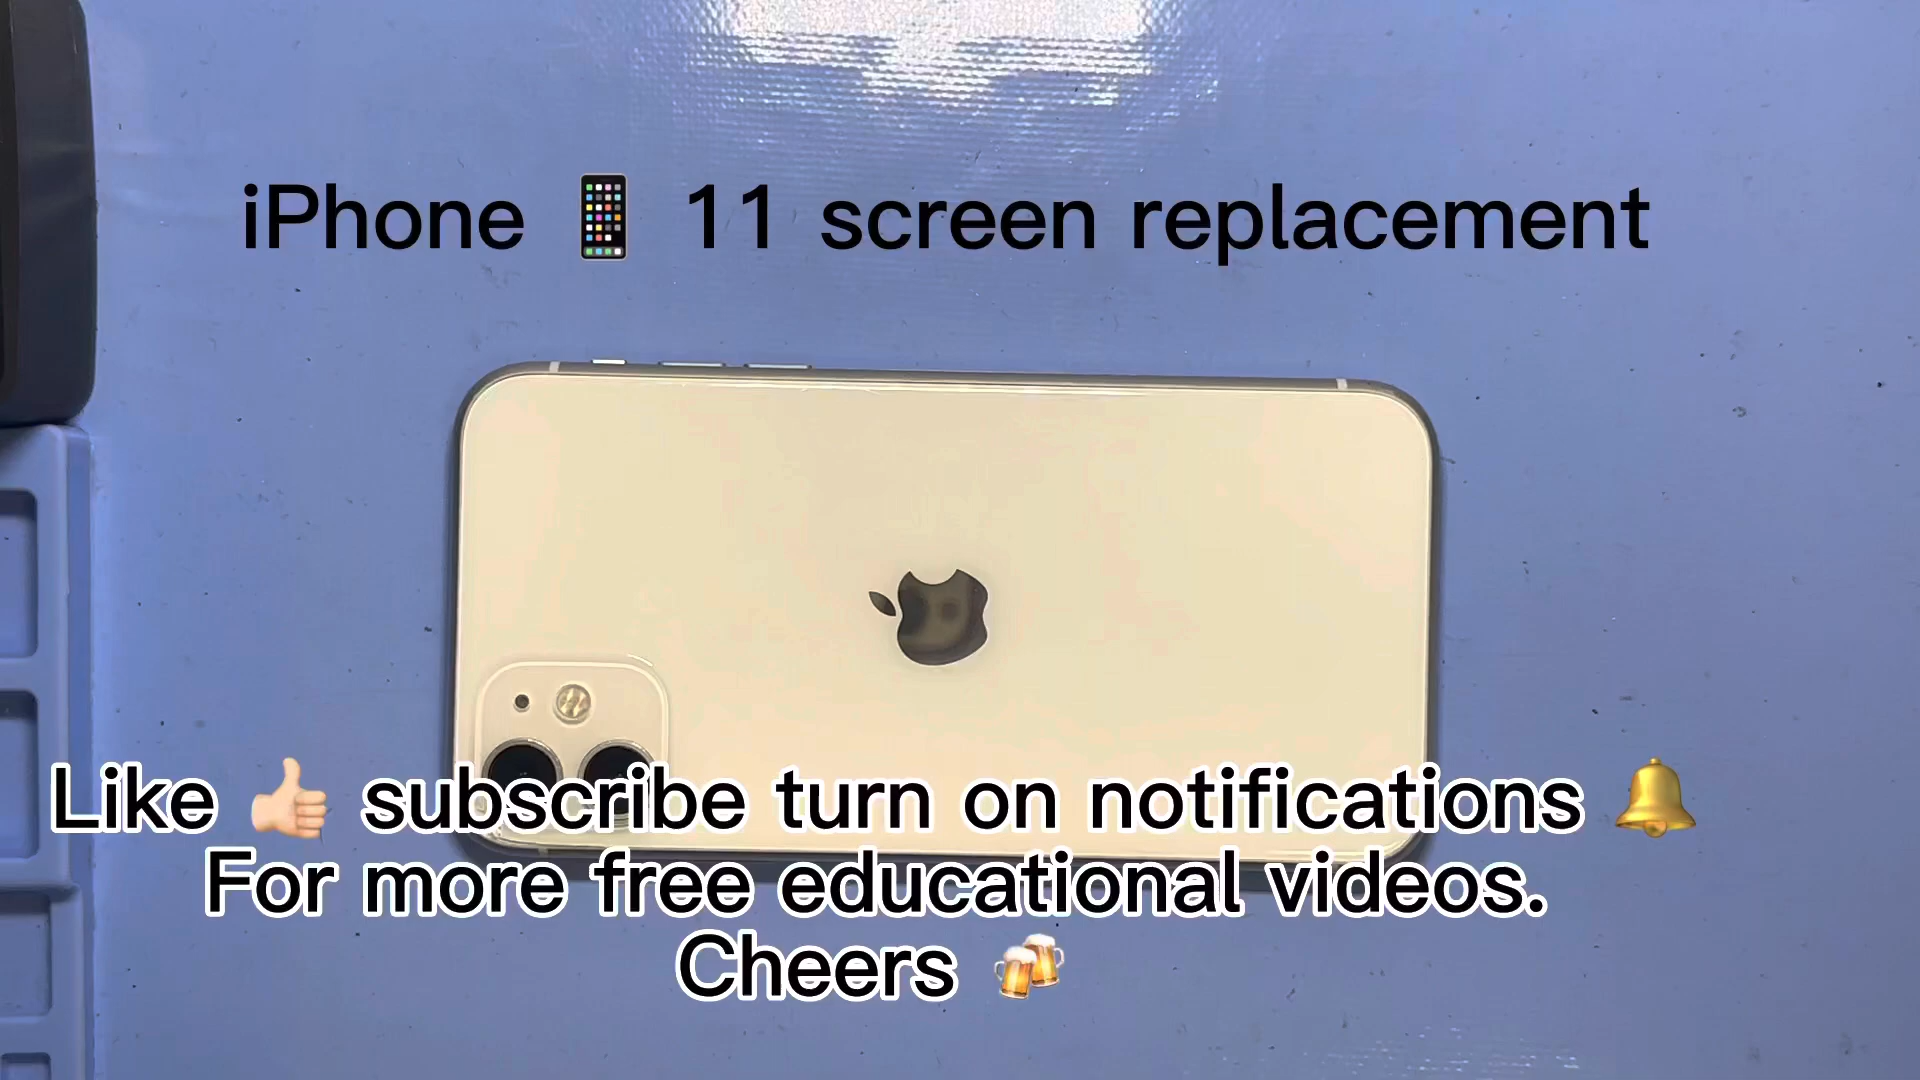 iPhone 📱 11 screen replacement
Like 👍🏻 subscribe turn on notifications 🔔
For more free educational videos.
Cheers 🍻